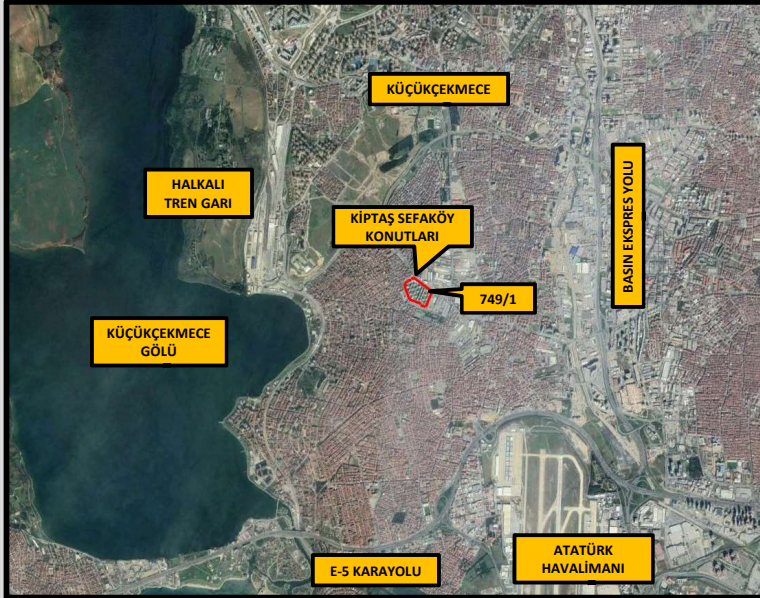 KÜÇÜKÇEKMECE
HALKALI
TREN GARI
BASIN EKSPRES YOLU
KİPTAŞ SEFAKÖY
KONUTLARI
749/1
KÜÇÜKÇEKMECE
GÖLÜ
E-5 KARAYOLU
ATATÜRK
HAVALİMANI